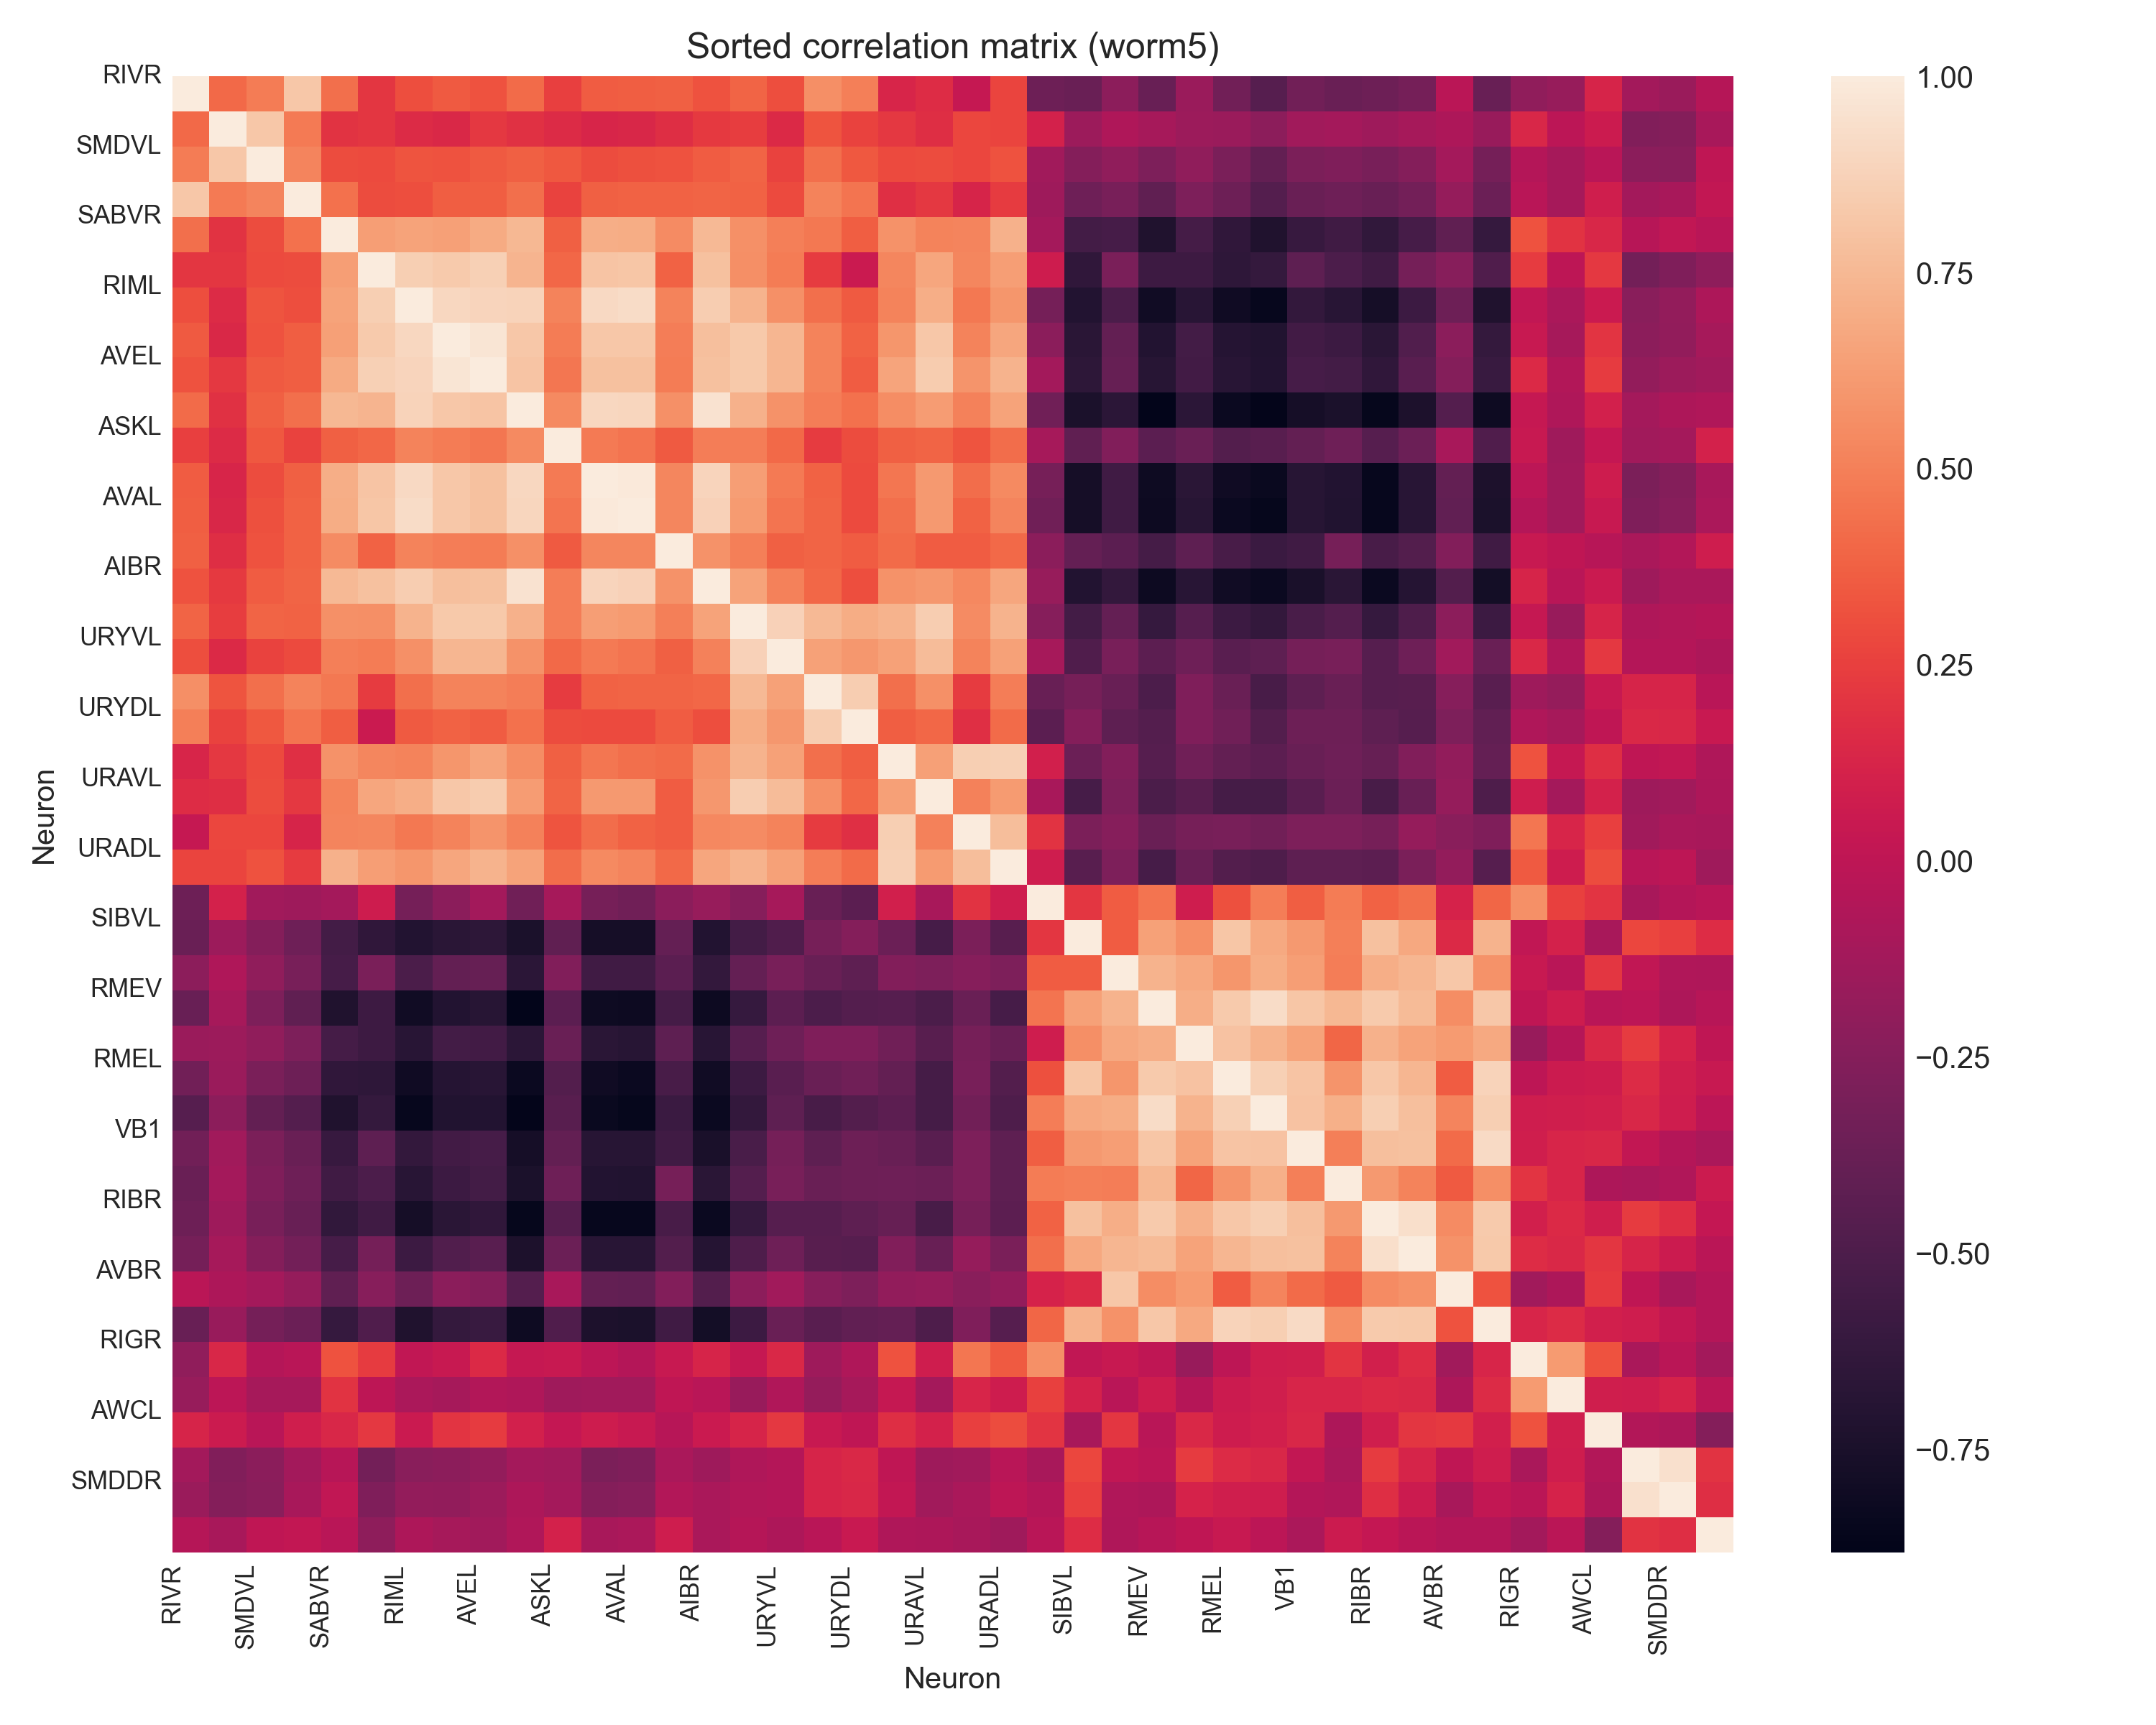 Sorted correlation matrix (worm5)
RIVR
SMDVL
SABVR
RIML
AVEL
ASKL
AVAL
AIBR
URYVL
URYDL
URAVL
URADL
SIBVL
RMEV
RMEL
VB1
RIBR
AVBR
RIGR
AWCL
SMDDR
Neuron
RIVR
SMDVL
SABVR
RIML
AVEL
ASKL
AVAL
AIBR
URYVL
URYDL
URAVL
URADL
SIBVL
RMEV
RMEL
VB1
RIBR
AVBR
RIGR
AWCL
SMDDR
Neuron
1.00
0.75
0.50
0.25
0.00
−0.25
−0.50
−0.75